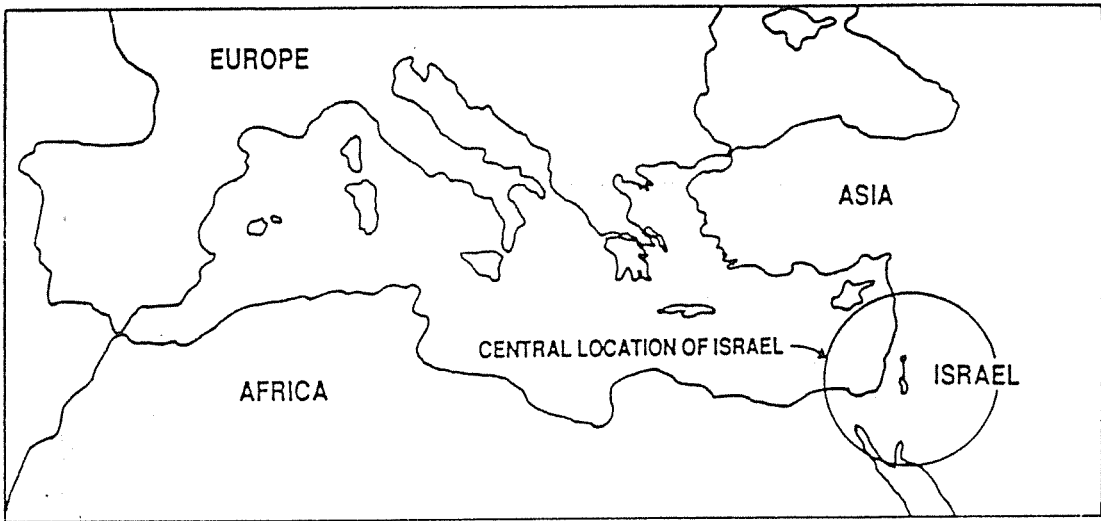 EUROPE
ASIA
CENTRAL LOCATION OF ISRAEL
ISRAEL
AFRICA